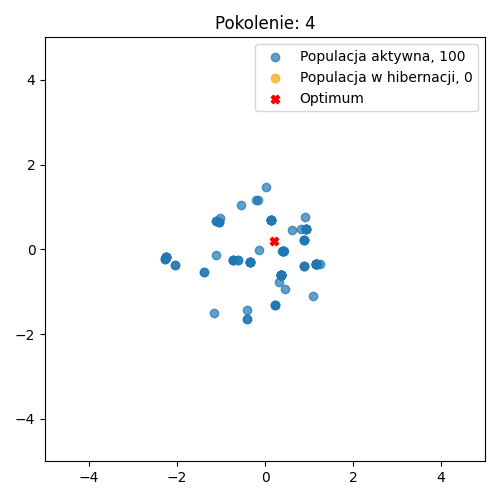 Pokolenie: 4
Populacja aktywna, 100
Populacja w hibernacji, 0
Optimum
4
2
0
−2
−4
−4 −2 0 2 4